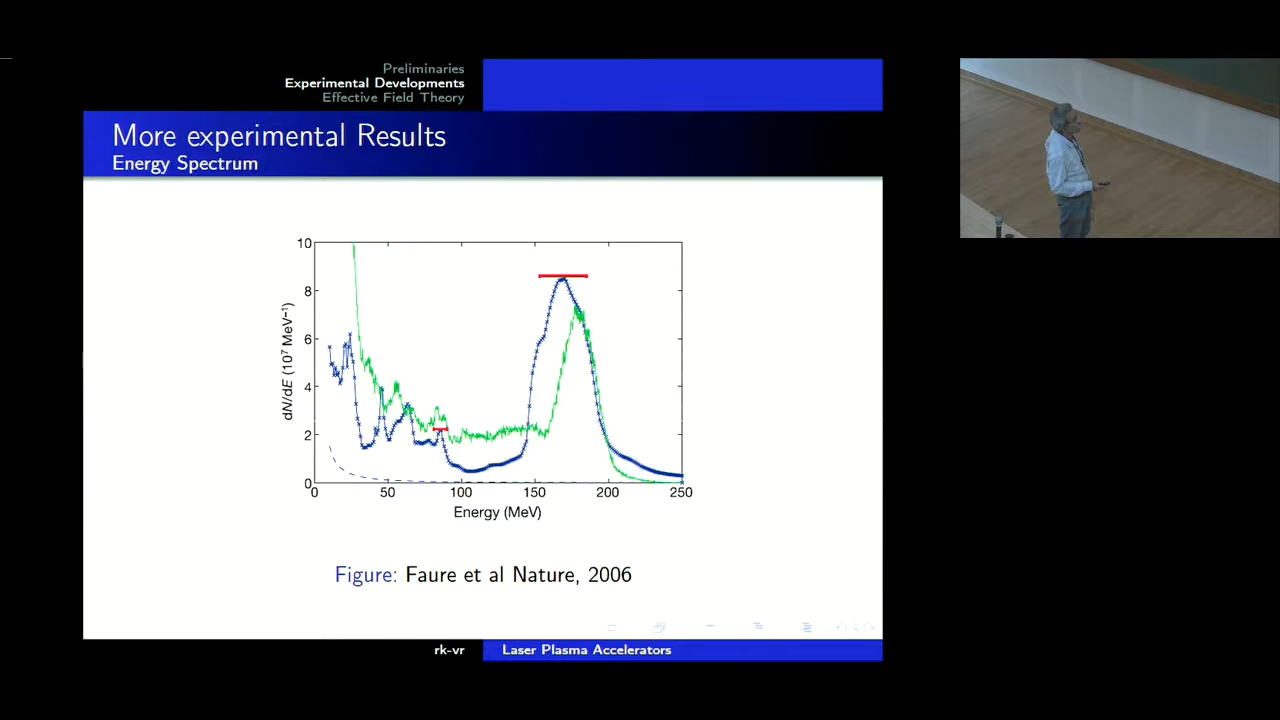 Preliminaries
Experimental Developments
Effective Field Theory
More experimental Results
Energy Spectrum
10
8
6
4
2
0
dN/dE (10⁷ MeV⁻¹)
0 50 100 150 200 250
Energy (MeV)
Figure: Faure et al Nature, 2006
rk-vr Laser Plasma Accelerators